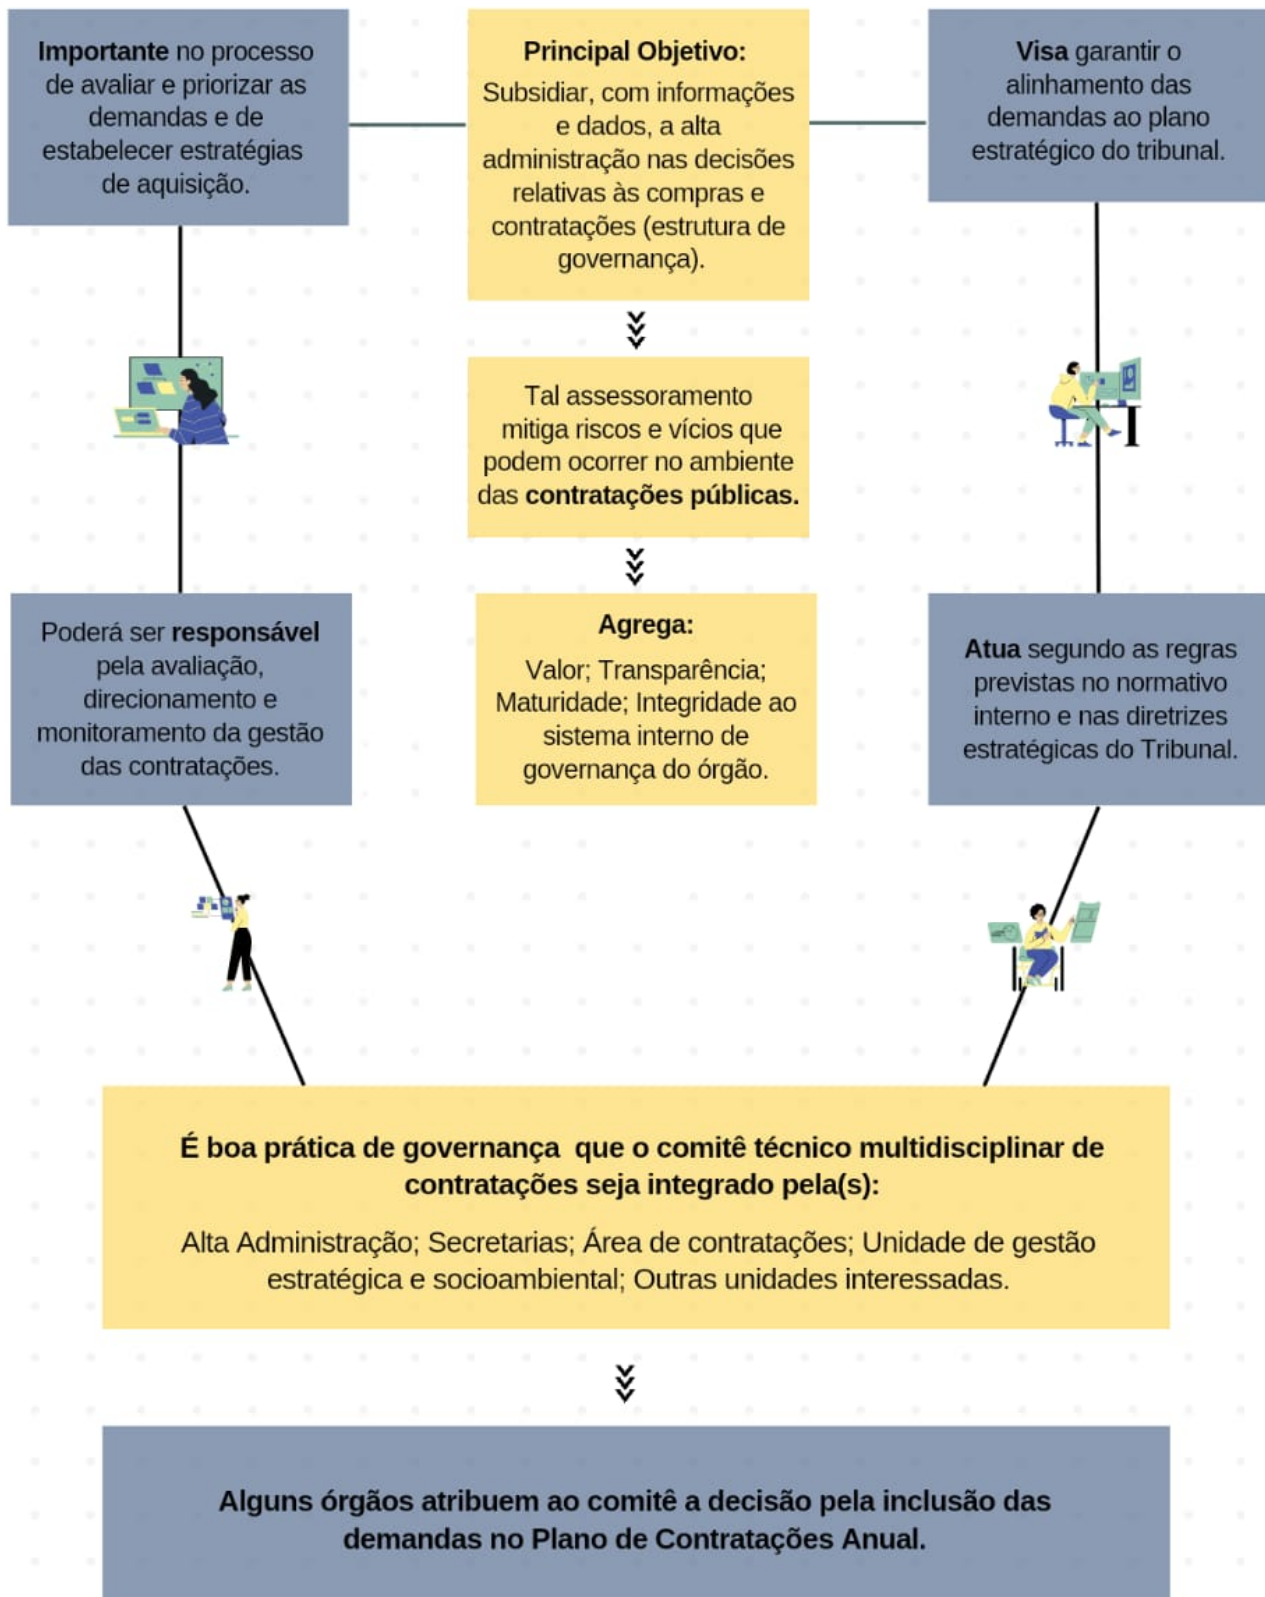 Importante no processo
de avaliar e priorizar as
demandas e de
estabelecer estratégias
de aquisição.
Principal Objetivo:
Subsidiar, com informações
e dados, a alta
administração nas decisões
relativas às compras e
contratações (estrutura de
governança).
Visa garantir o
alinhamento das
demandas ao plano
estratégico do tribunal.
Tal assessoramento
mitiga riscos e vícios que
podem ocorrer no ambiente
das contratações públicas.
Poderá ser responsável
pela avaliação,
direcionamento e
monitoramento da gestão
das contratações.
Agrega:
Valor; Transparência;
Maturidade; Integridade ao
sistema interno de
governança do órgão.
Atua segundo as regras
previstas no normativo
interno e nas diretrizes
estratégicas do Tribunal.
É boa prática de governança que o comitê técnico multidisciplinar de
contratações seja integrado pela(s):
Alta Administração; Secretarias; Área de contratações; Unidade de gestão
estratégica e socioambiental; Outras unidades interessadas.
Alguns órgãos atribuem ao comitê a decisão pela inclusão das
demandas no Plano de Contratações Anual.